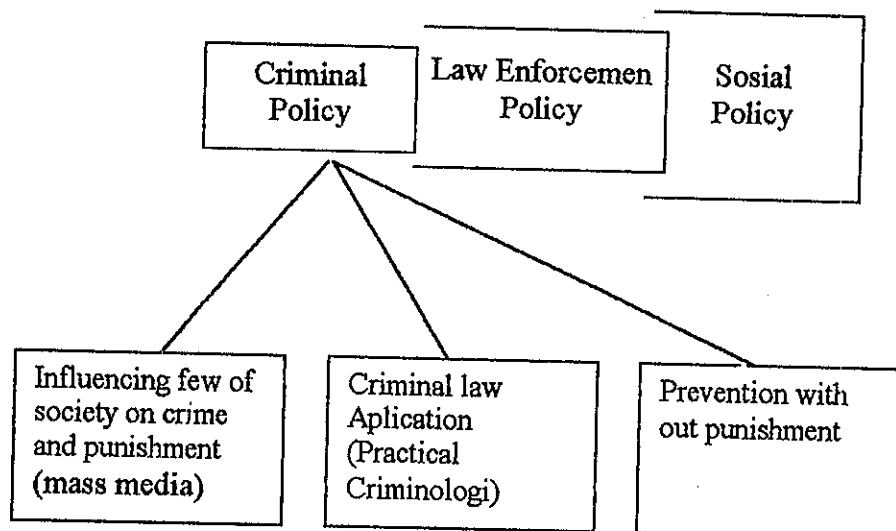 Criminal
Policy
Law Enforcemen
Policy
Sosial
Policy
Influencing few of
society on crime
and punishment
(mass media)
Criminal law
Aplication
(Practical
Criminologi)
Prevention with
out punishment